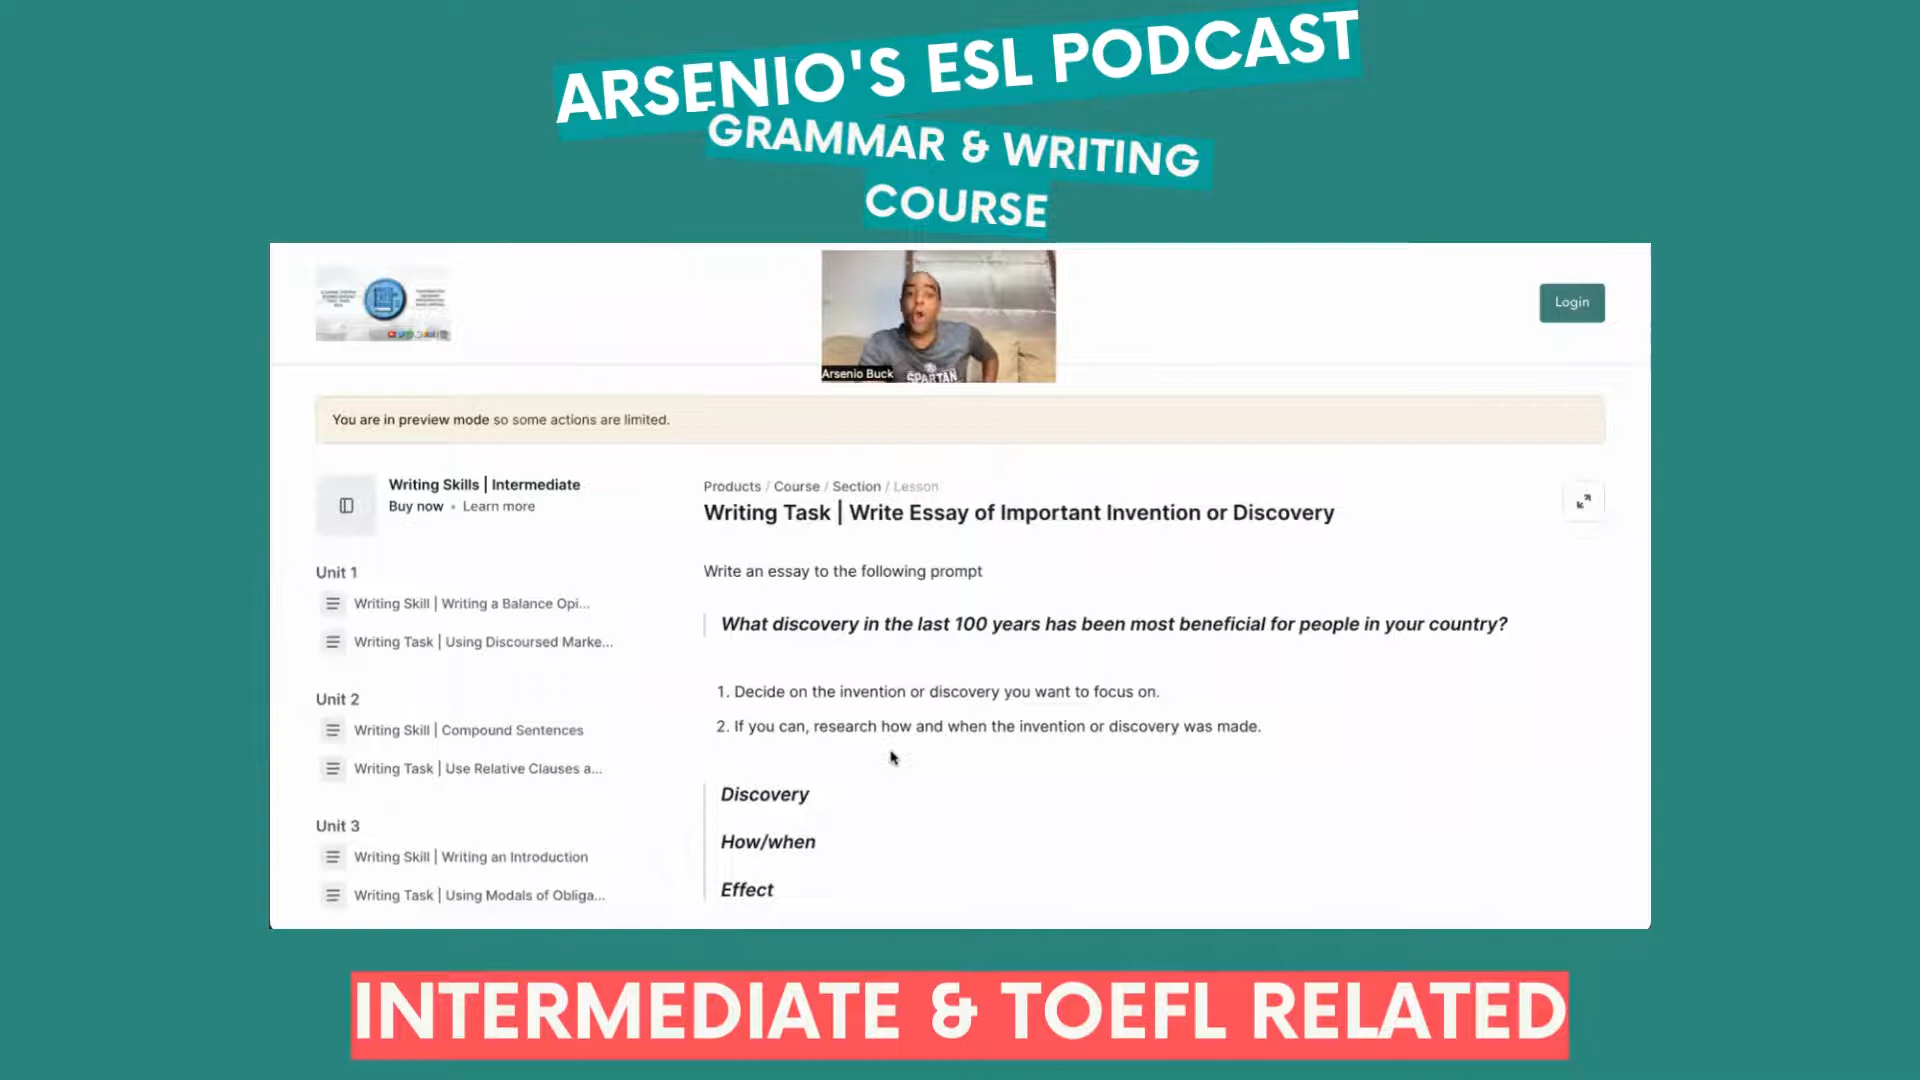 ARSENIO'S ESL PODCAST
GRAMMAR & WRITING
COURSE
Login
Arsenio Buck
SPARTAN
You are in preview mode so some actions are limited.
Writing Skills | Intermediate
Buy now • Learn more
Unit 1
Writing Skill | Writing a Balance Opi...
Writing Task | Using Discoursed Marke...
Unit 2
Writing Skill | Compound Sentences
Writing Task | Use Relative Clauses a...
Unit 3
Writing Skill | Writing an Introduction
Writing Task | Using Modals of Obliga...
Products / Course / Section / Lesson
Writing Task | Write Essay of Important Invention or Discovery
Write an essay to the following prompt
What discovery in the last 100 years has been most beneficial for people in your country?
1. Decide on the invention or discovery you want to focus on.
2. If you can, research how and when the invention or discovery was made.
Discovery
How/when
Effect
INTERMEDIATE & TOEFL RELATED